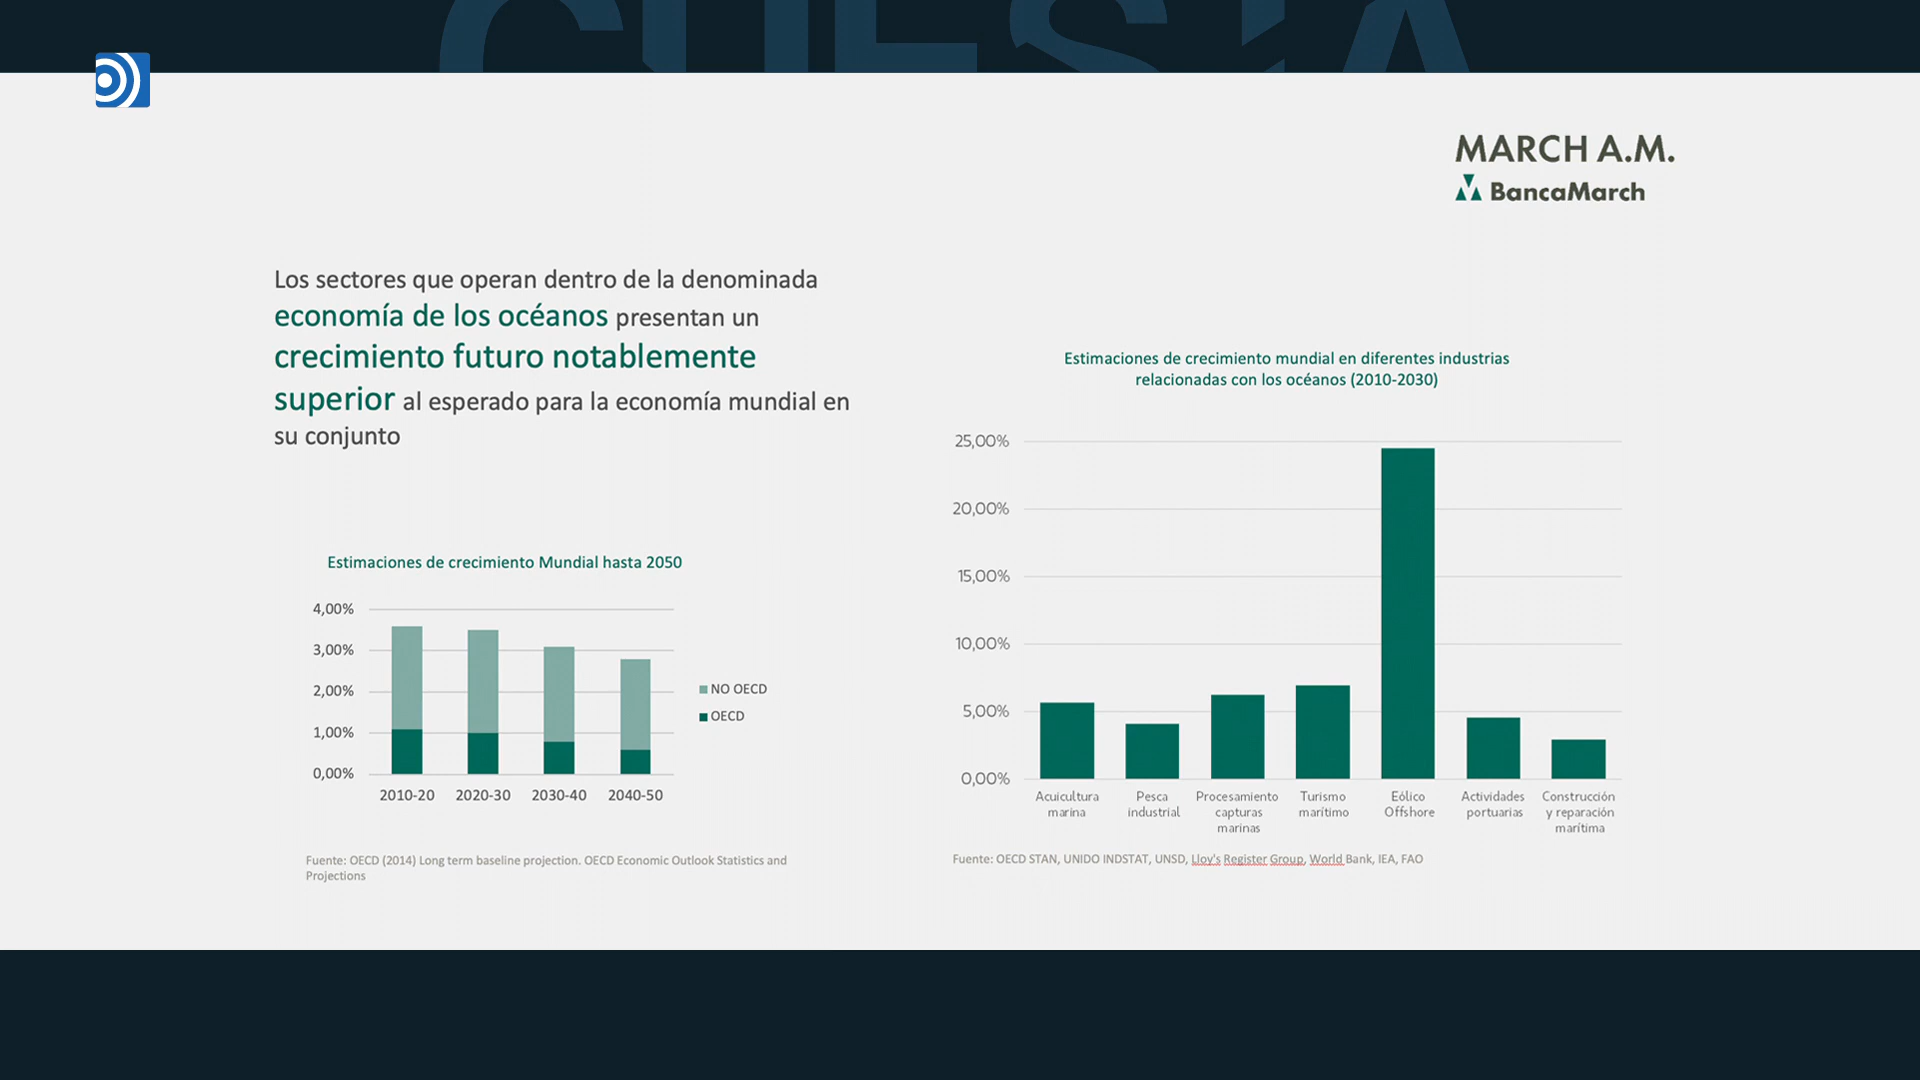 MARCH A.M.
BancaMarch
Los sectores que operan dentro de la denominada
economía de los océanos presentan un
crecimiento futuro notablemente
superior al esperado para la economía mundial en
su conjunto
Estimaciones de crecimiento Mundial hasta 2050
4,00%
3,00%
2,00%
1,00%
0,00%
2010-20 2020-30 2030-40 2040-50
NO OECD
OECD
Fuente: OECD (2014) Long term baseline projection. OECD Economic Outlook Statistics and
Projections
Estimaciones de crecimiento mundial en diferentes industrias
relacionadas con los océanos (2010-2030)
25,00%
20,00%
15,00%
10,00%
5,00%
0,00%
Acuicultura
marina
Pesca
industrial
Procesamiento
capturas
marinas
Turismo
marítimo
Eólico
Offshore
Actividades
portuarias
Construcción
y reparación
marítima
Fuente: OECD STAN, UNIDO INDSTAT, UNSD, Lloy's Register Group, World Bank, IEA, FAO